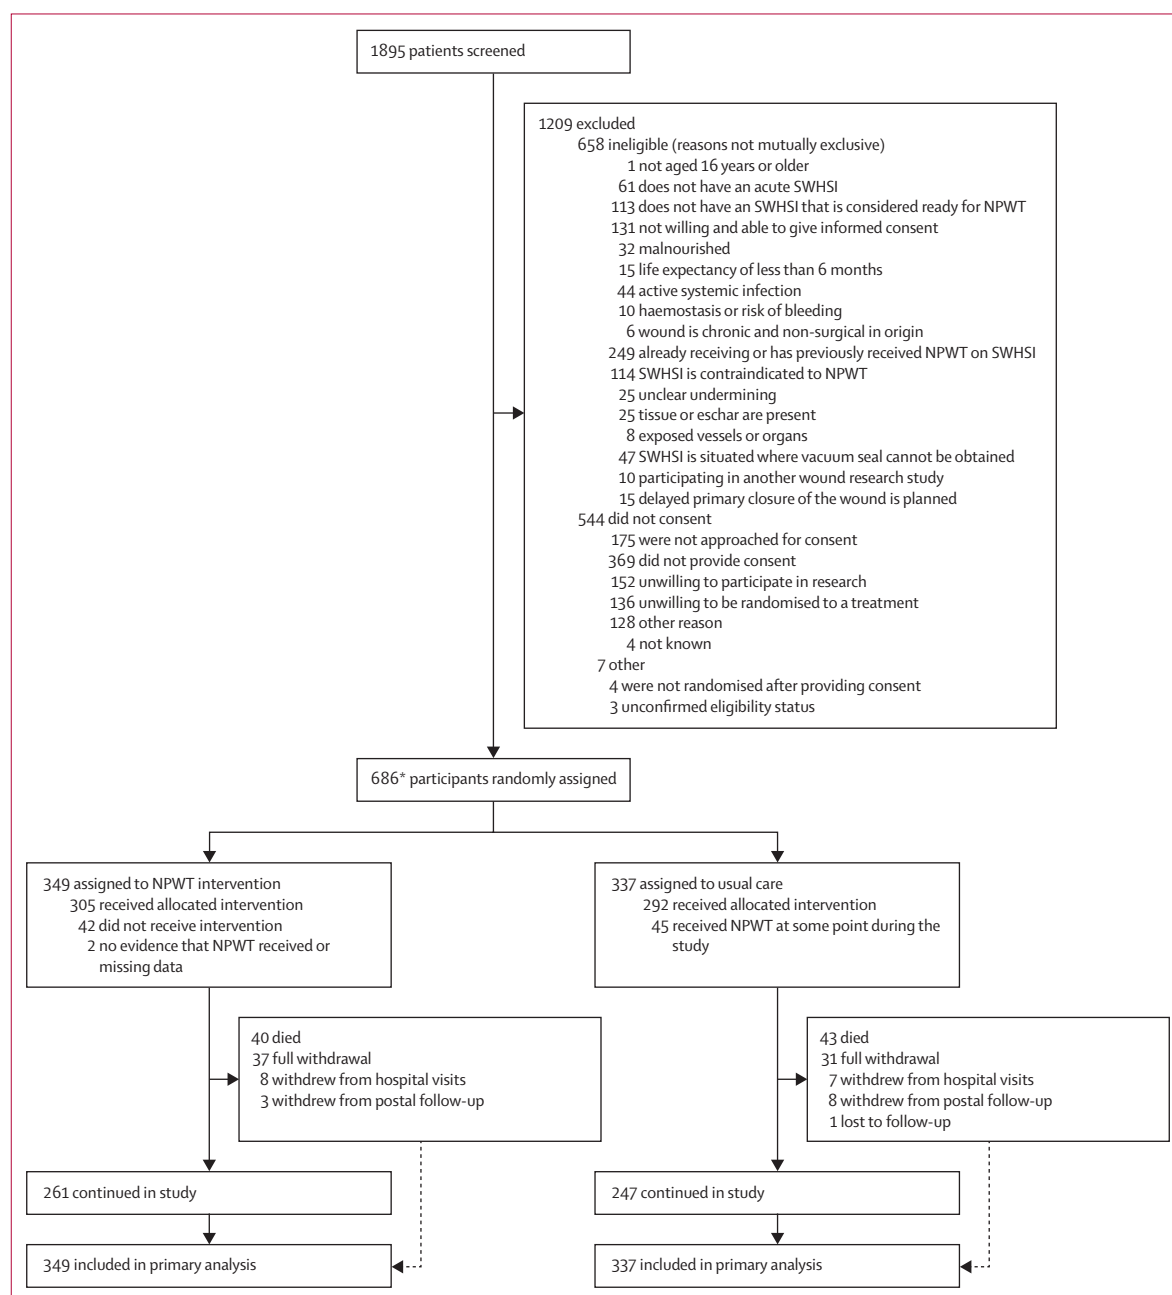 1895 patients screened
1209 excluded
658 ineligible (reasons not mutually exclusive)
1 not aged 16 years or older
61 does not have an acute SWHSI
113 does not have an SWHSI that is considered ready for NPWT
131 not willing and able to give informed consent
32 malnourished
15 life expectancy of less than 6 months
44 active systemic infection
10 haemostasis or risk of bleeding
6 wound is chronic and non-surgical in origin
249 already receiving or has previously received NPWT on SWHSI
114 SWHSI is contraindicated to NPWT
25 unclear undermining
25 tissue or eschar are present
8 exposed vessels or organs
47 SWHSI is situated where vacuum seal cannot be obtained
10 participating in another wound research study
15 delayed primary closure of the wound is planned
544 did not consent
175 were not approached for consent
369 did not provide consent
152 unwilling to participate in research
136 unwilling to be randomised to a treatment
128 other reason
4 not known
7 other
4 were not randomised after providing consent
3 unconfirmed eligibility status
686* participants randomly assigned
349 assigned to NPWT intervention
305 received allocated intervention
42 did not receive intervention
2 no evidence that NPWT received or
missing data
337 assigned to usual care
292 received allocated intervention
45 received NPWT at some point during the
study
40 died
37 full withdrawal
8 withdrew from hospital visits
3 withdrew from postal follow-up
43 died
31 full withdrawal
7 withdrew from hospital visits
8 withdrew from postal follow-up
1 lost to follow-up
261 continued in study
247 continued in study
349 included in primary analysis
337 included in primary analysis